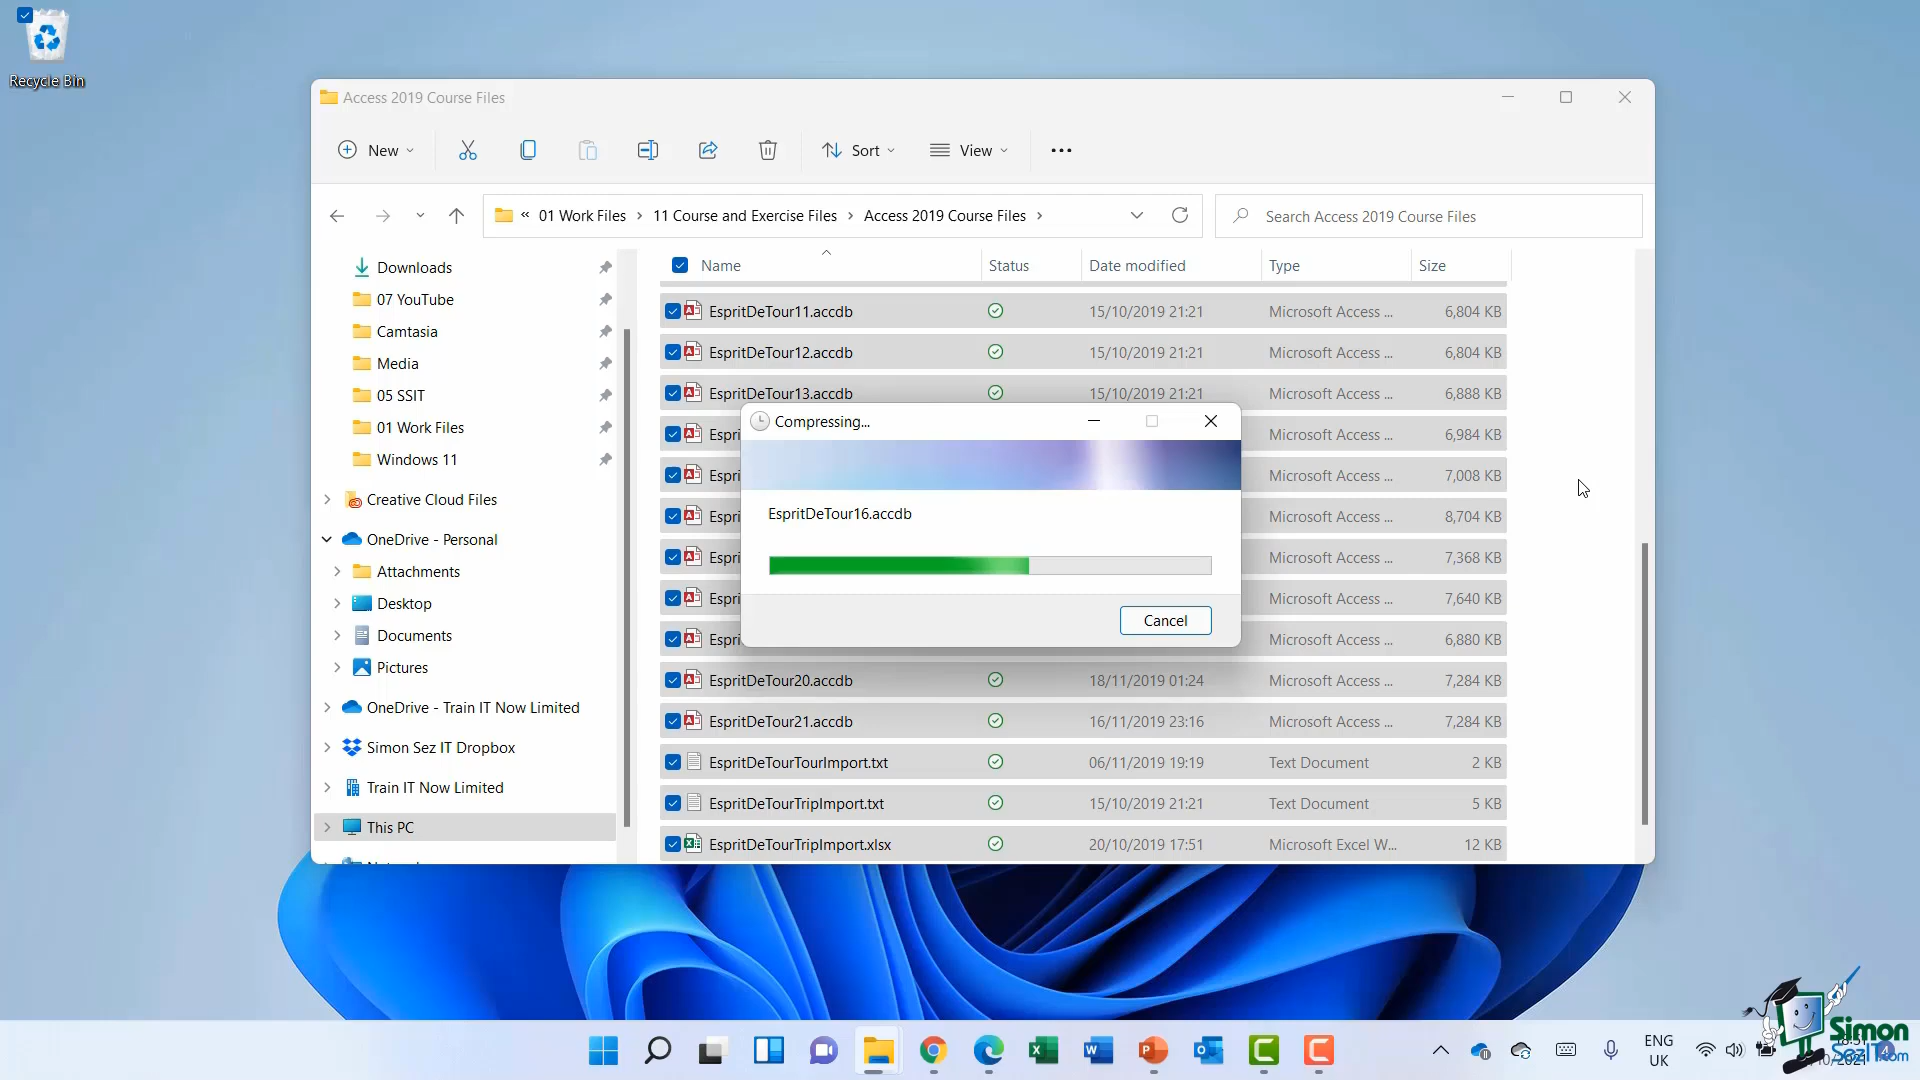 Recycle Bin
Access 2019 Course Files
New
Sort
View
01 Work Files
11 Course and Exercise Files
Access 2019 Course Files
Search Access 2019 Course Files
Downloads
07 YouTube
Camtasia
Media
05 SSIT
01 Work Files
Windows 11
Creative Cloud Files
OneDrive - Personal
Attachments
Desktop
Documents
Pictures
OneDrive - Train IT Now Limited
Simon Sez IT Dropbox
Train IT Now Limited
This PC
Name Status Date modified Type Size
EspritDeTour11.accdb 15/10/2019 21:21 Microsoft Access ... 6,804 KB
EspritDeTour12.accdb 15/10/2019 21:21 Microsoft Access ... 6,804 KB
EspritDeTour13.accdb 15/10/2019 21:21 Microsoft Access ... 6,888 KB
Espri Microsoft Access ... 6,984 KB
Espri Microsoft Access ... 7,008 KB
Espri Microsoft Access ... 8,704 KB
Espri Microsoft Access ... 7,368 KB
Espri Microsoft Access ... 7,640 KB
Espri Microsoft Access ... 6,880 KB
EspritDeTour20.accdb 18/11/2019 01:24 Microsoft Access ... 7,284 KB
EspritDeTour21.accdb 16/11/2019 23:16 Microsoft Access ... 7,284 KB
EspritDeTourTourImport.txt 06/11/2019 19:19 Text Document 2 KB
EspritDeTourTripImport.txt 15/10/2019 21:21 Text Document 5 KB
EspritDeTourTripImport.xlsx 20/10/2019 17:51 Microsoft Excel W... 12 KB
Compressing...
EspritDeTour16.accdb
Cancel
ENG
UK
Simon
SezIT.com